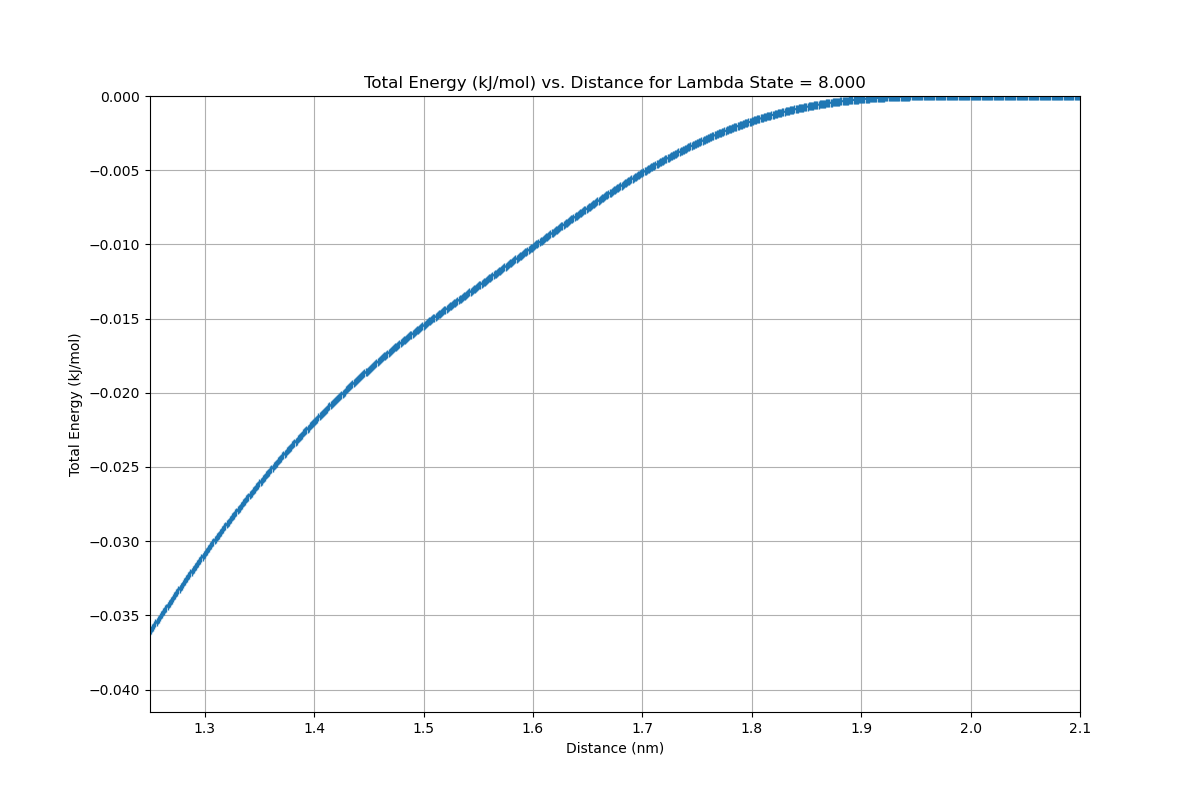 Total Energy (kJ/mol) vs. Distance for Lambda State = 8.000
0.000
−0.005
−0.010
−0.015
−0.020
−0.025
−0.030
−0.035
−0.040
Total Energy (kJ/mol)
1.3 1.4 1.5 1.6 1.7 1.8 1.9 2.0 2.1
Distance (nm)